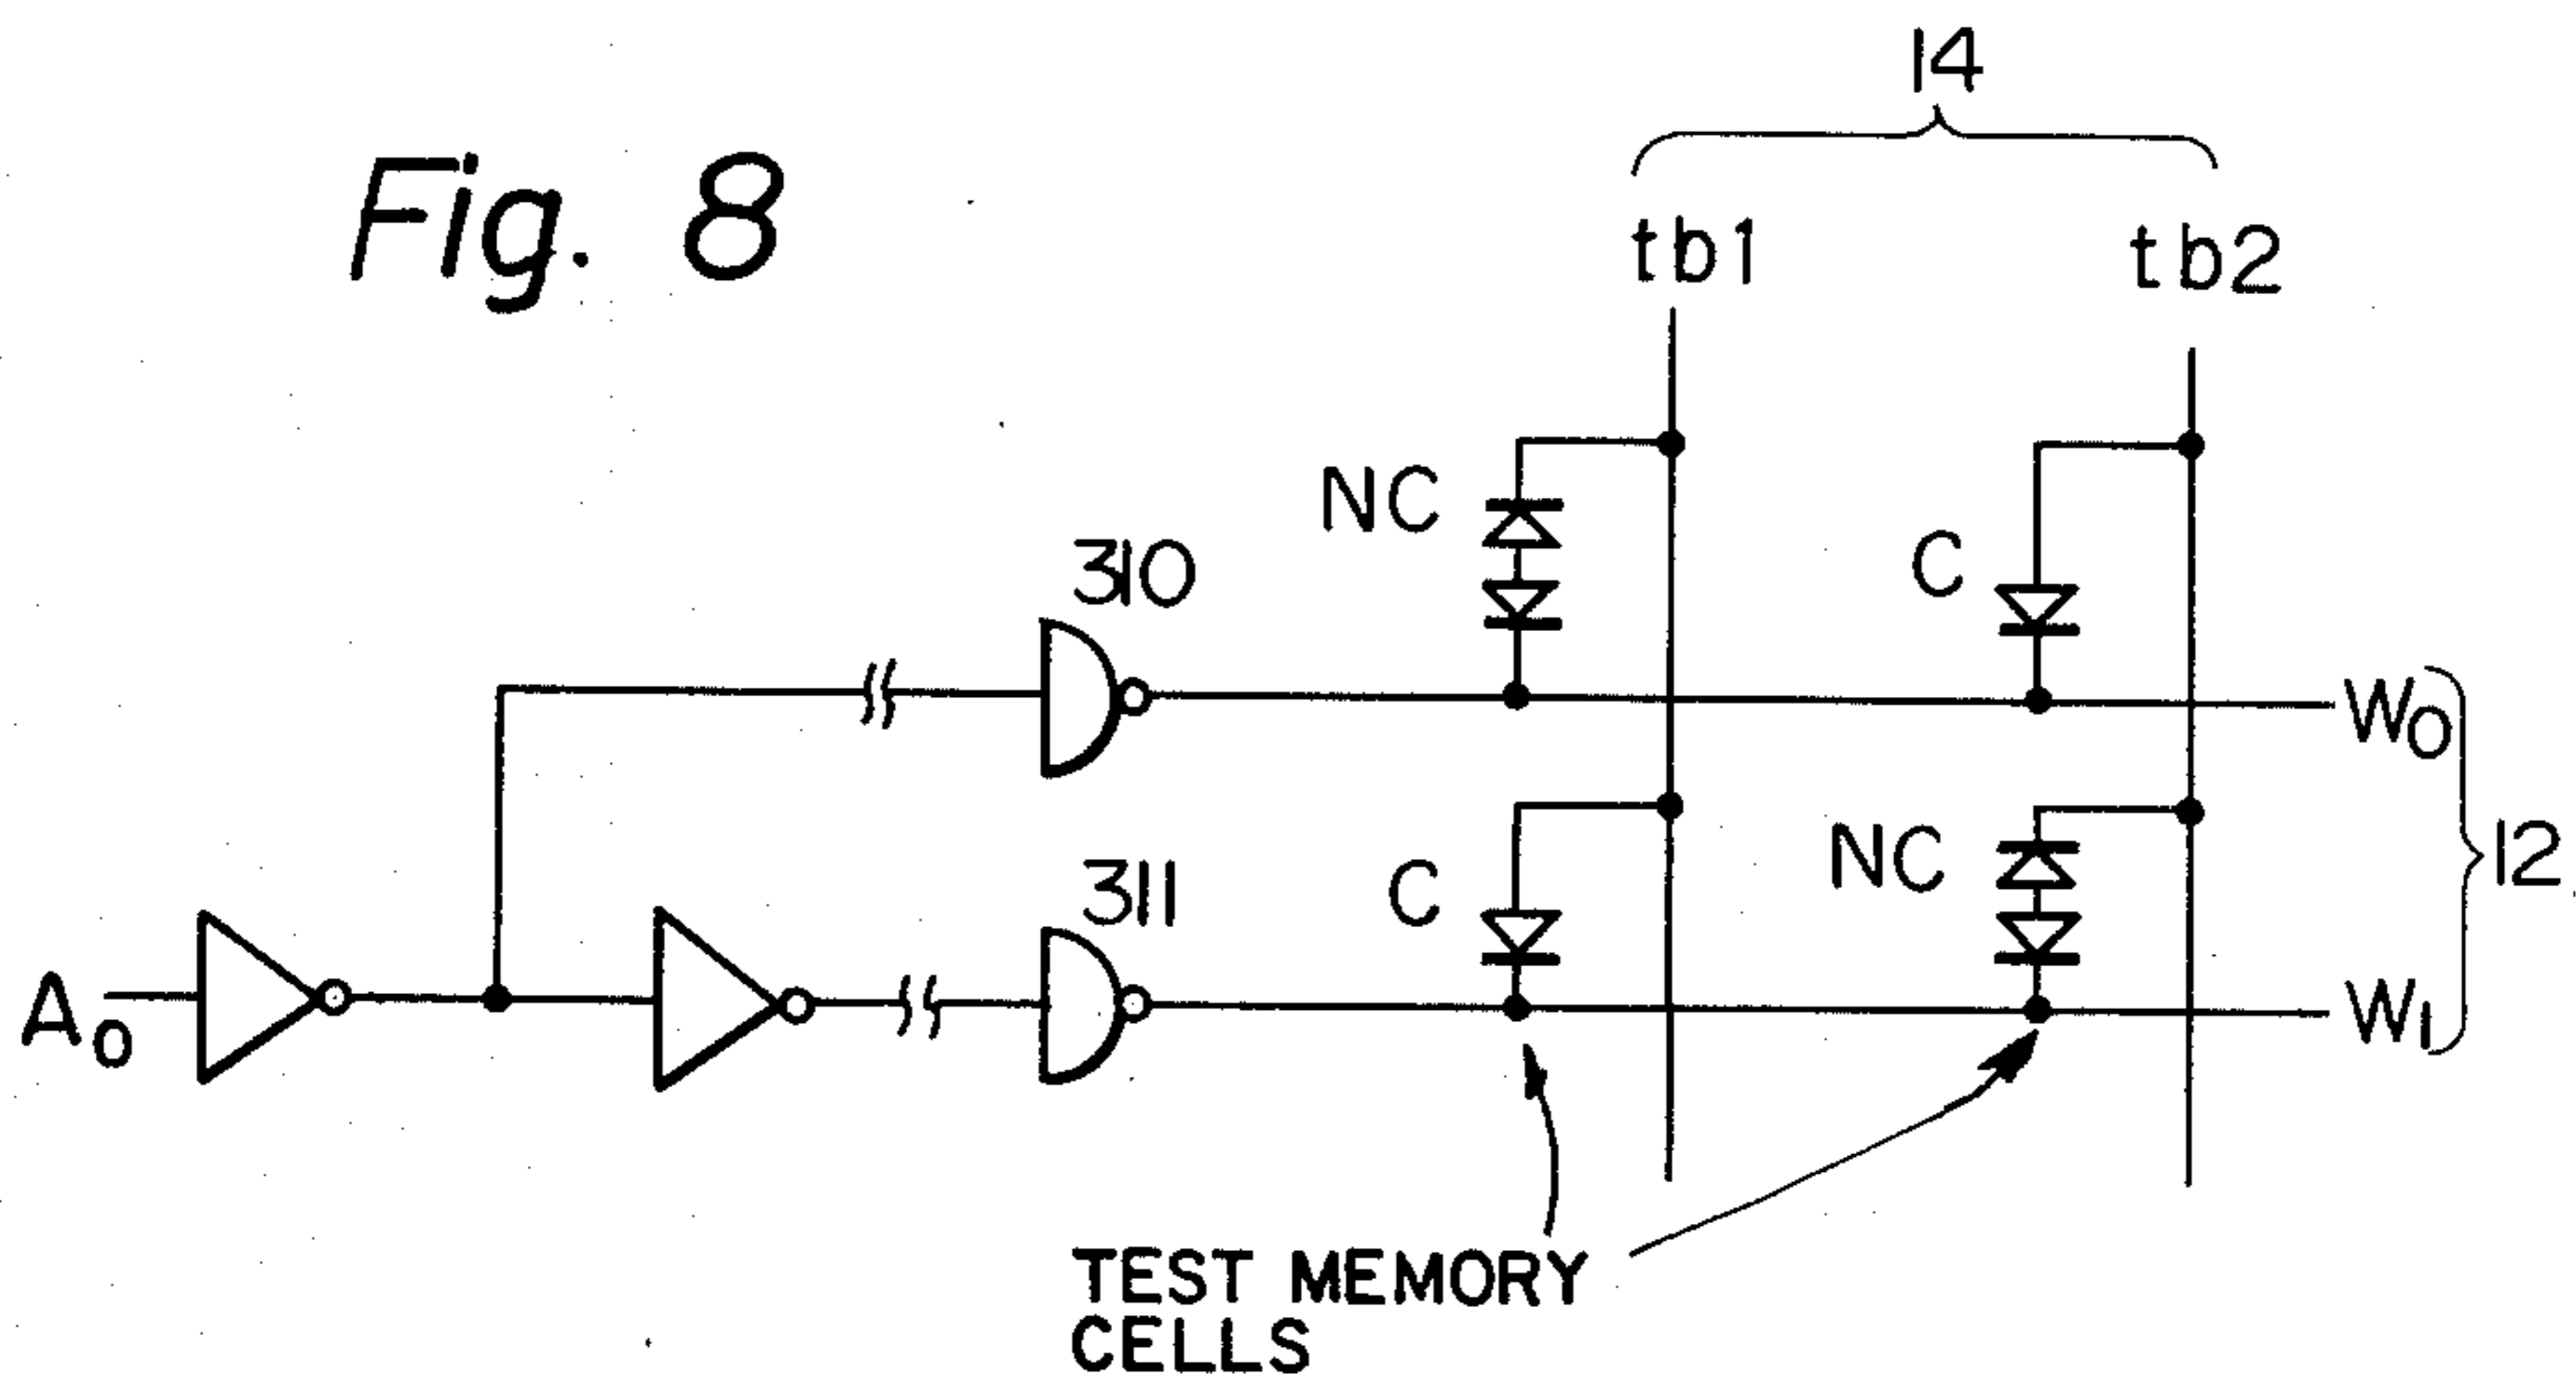 Fig. 8
14
tb1
tb2
NC
C
310
W0
C
NC
12
311
A0
W1
TEST MEMORY
CELLS